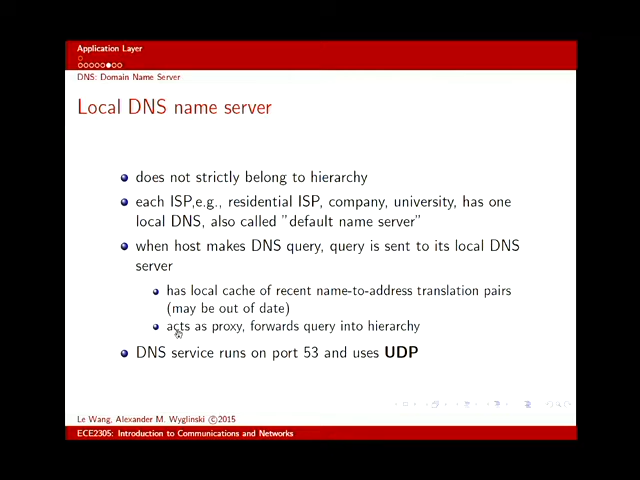 Application Layer
DNS: Domain Name Server
Local DNS name server
does not strictly belong to hierarchy
each ISP,e.g., residential ISP, company, university, has one
local DNS, also called "default name server"
when host makes DNS query, query is sent to its local DNS
server
has local cache of recent name-to-address translation pairs
(may be out of date)
acts as proxy, forwards query into hierarchy
DNS service runs on port 53 and uses UDP
Le Wang, Alexander M. Wyglinski ©2015
ECE2305: Introduction to Communications and Networks